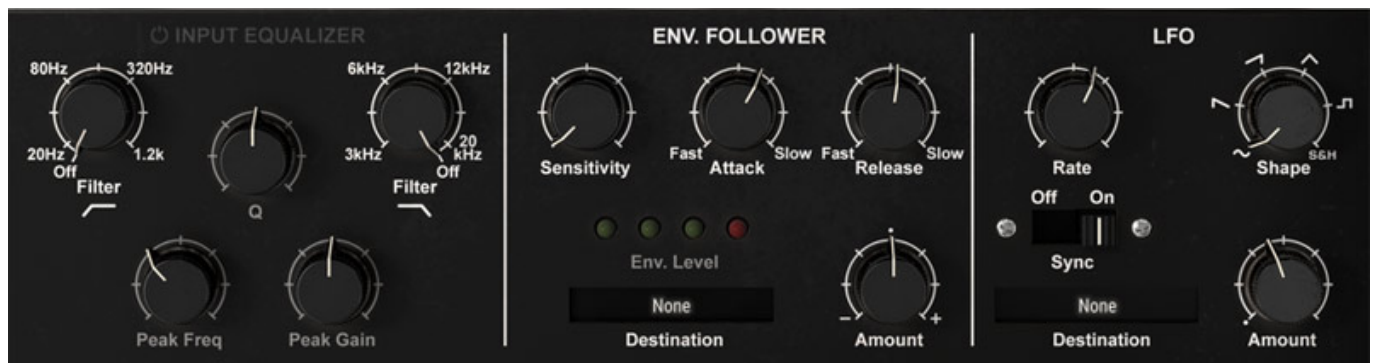 INPUT EQUALIZER
80Hz 320Hz
20Hz 1.2k
Off
Filter
Q
6kHz 12kHz
3kHz 20 kHz
Off
Filter
Peak Freq Peak Gain
ENV. FOLLOWER
Sensitivity
Fast Slow
Attack
Fast Slow
Release
Env. Level
None
Destination
- +
Amount
LFO
Rate
S&H
Shape
Off On
Sync
None
Destination
Amount